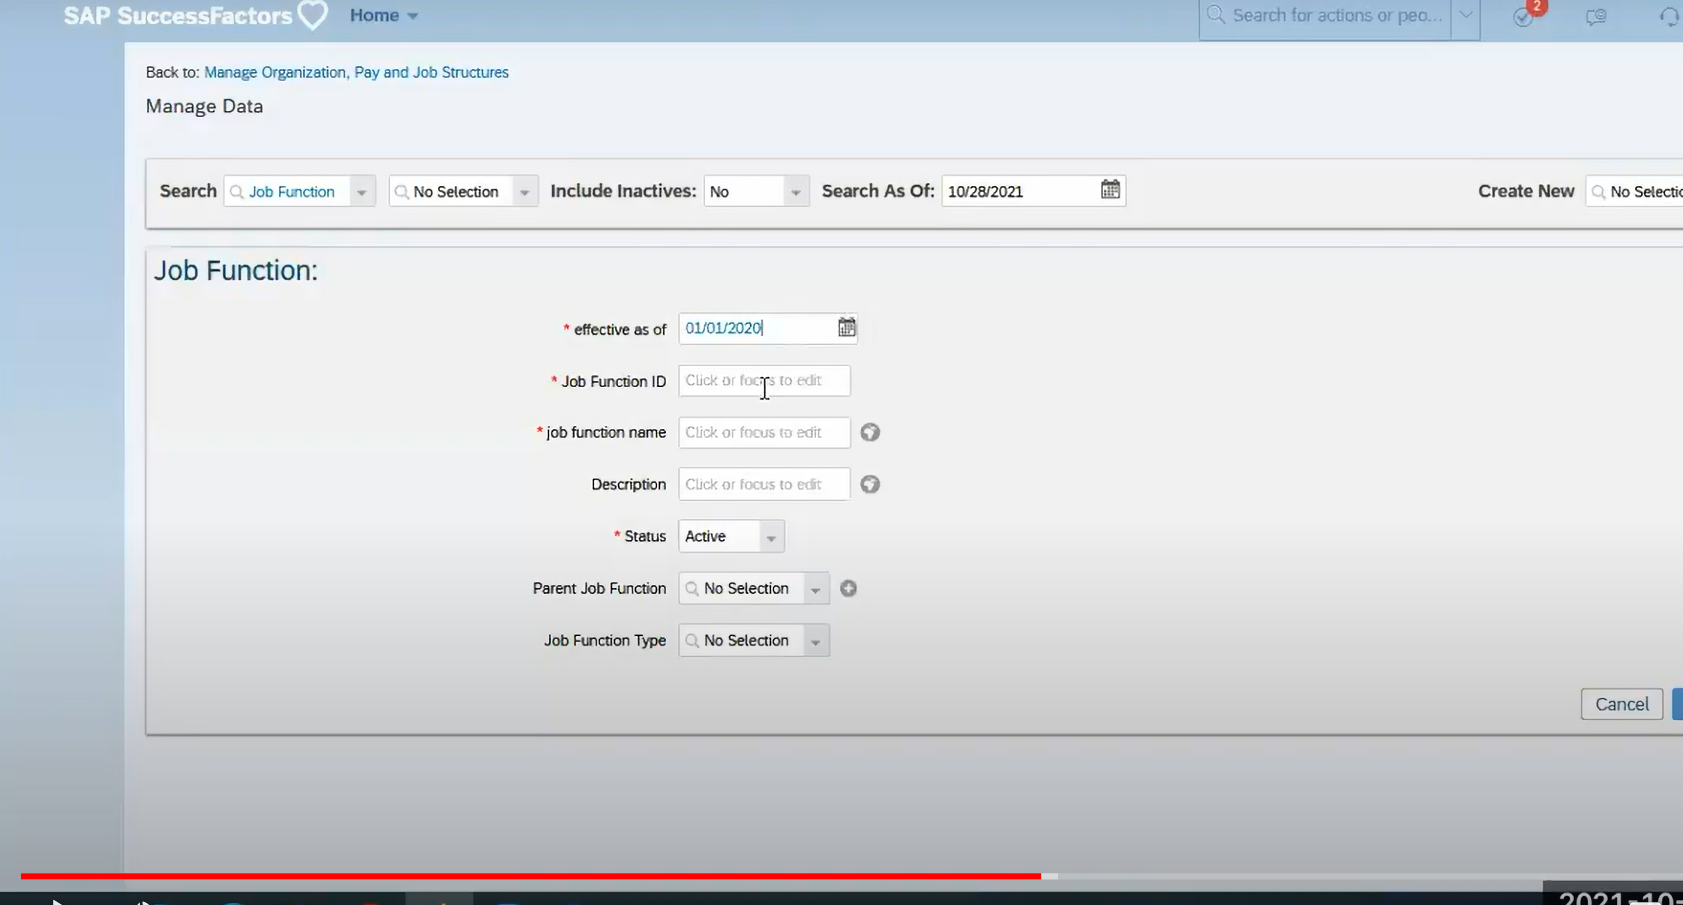 SAP SuccessFactors Home Search for actions or peo... 2
Back to: Manage Organization, Pay and Job Structures
Manage Data
Search Job Function No Selection Include Inactives: No Search As Of: 10/28/2021 Create New No Selectio
Job Function:
* effective as of 01/01/2020
* Job Function ID Click or focus to edit
* job function name Click or focus to edit
Description Click or focus to edit
* Status Active
Parent Job Function No Selection
Job Function Type No Selection
Cancel